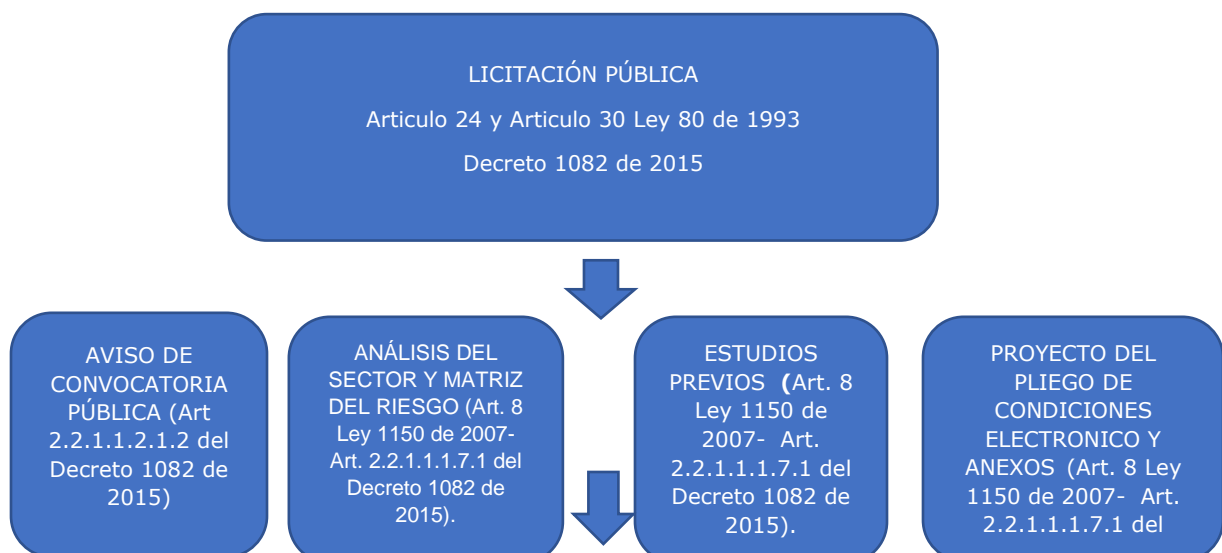 LICITACIÓN PÚBLICA
Articulo 24 y Articulo 30 Ley 80 de 1993
Decreto 1082 de 2015
AVISO DE
CONVOCATORIA
PÚBLICA (Art
2.2.1.1.2.1.2 del
Decreto 1082 de
2015)
ANÁLISIS DEL
SECTOR Y MATRIZ
DEL RIESGO (Art. 8
Ley 1150 de 2007-
Art. 2.2.1.1.1.7.1 del
Decreto 1082 de
2015).
ESTUDIOS
PREVIOS (Art. 8
Ley 1150 de
2007- Art.
2.2.1.1.1.7.1 del
Decreto 1082 de
2015).
PROYECTO DEL
PLIEGO DE
CONDICIONES
ELECTRONICO Y
ANEXOS (Art. 8 Ley
1150 de 2007- Art.
2.2.1.1.1.7.1 del